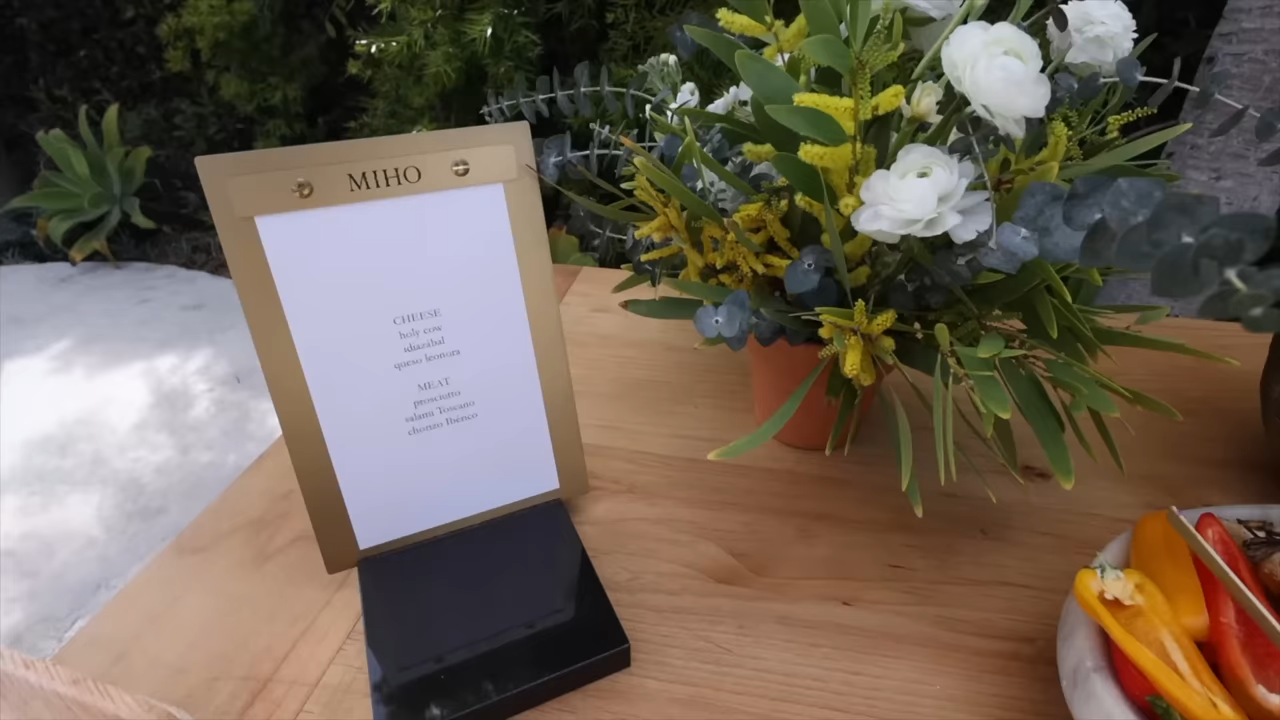 MIHO
CHEESE
holy cow
idiazábal
queso leonora
MEAT
prosciutto
salami Toscano
chorizo Ibérico